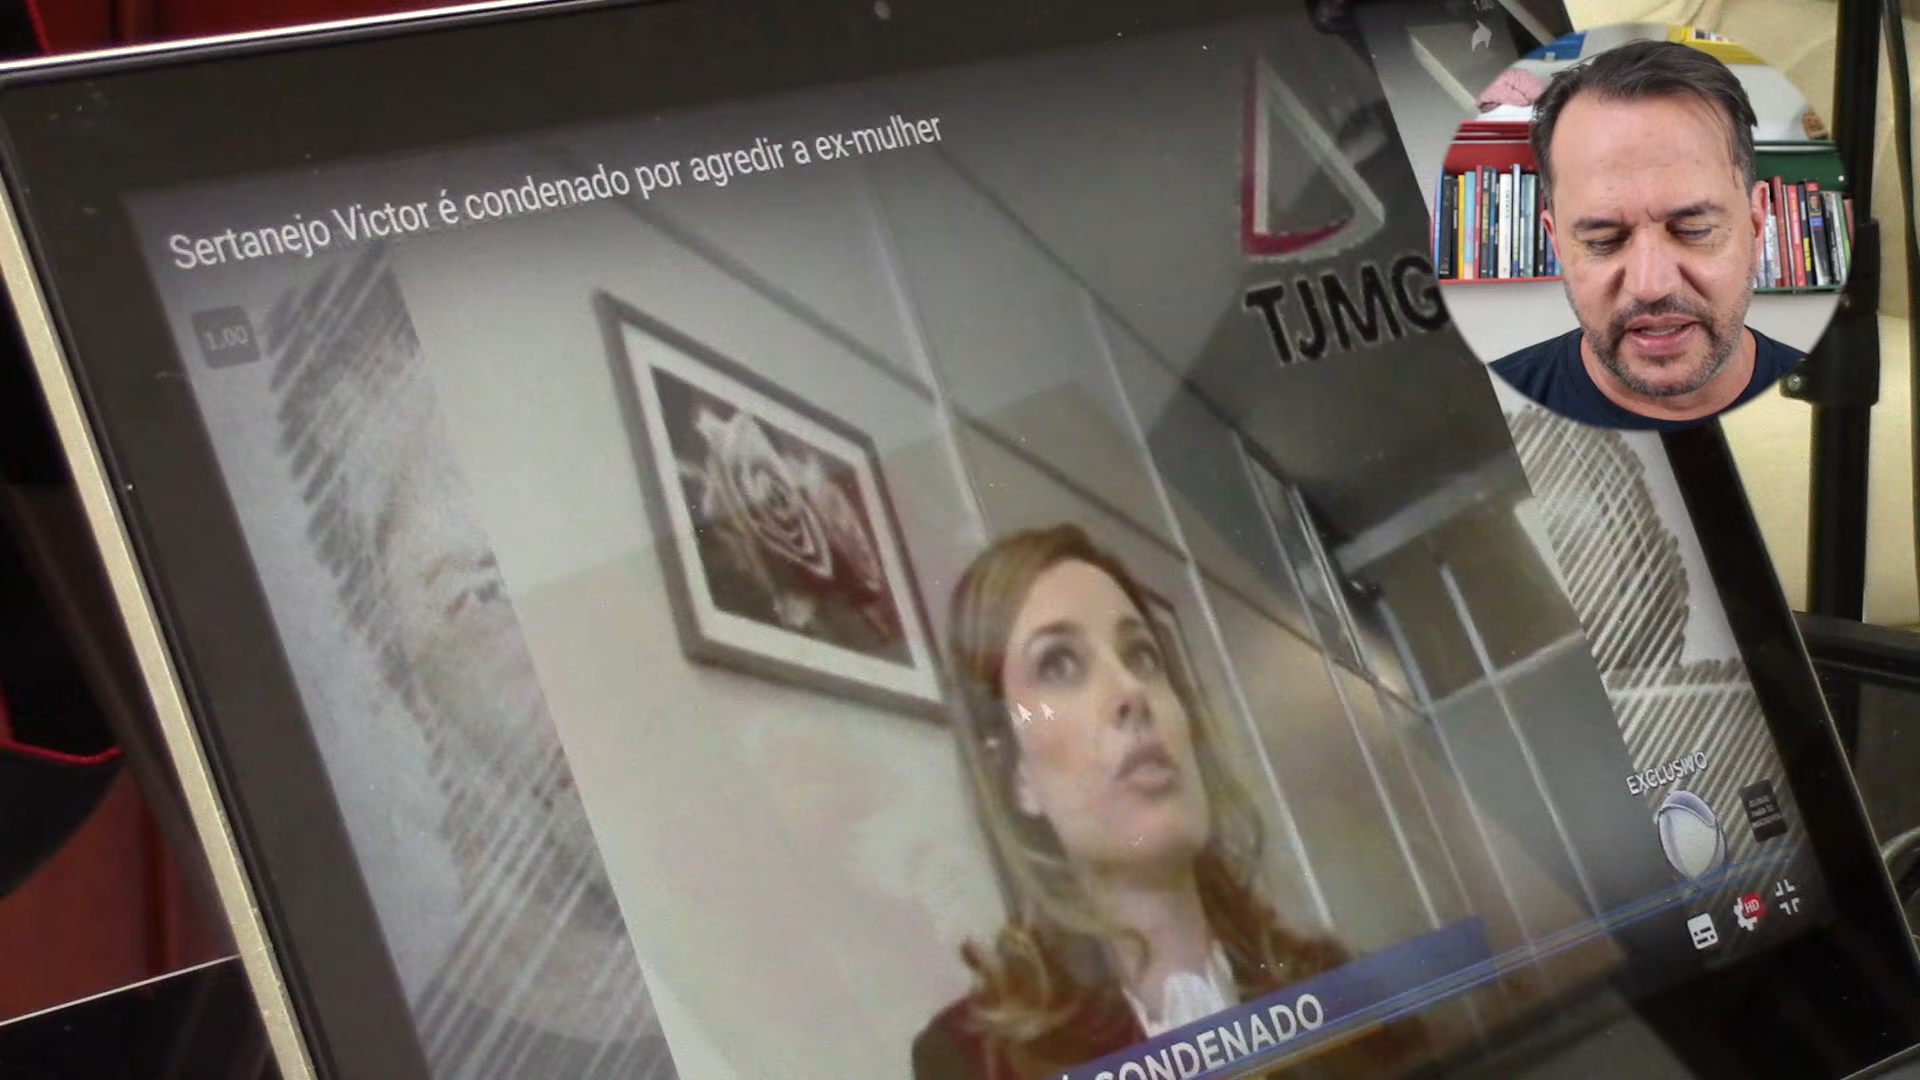 Sertanejo Victor é condenado por agredir a ex-mulher
1.00
TJMG
EXCLUSIVO
HD
CONDENADO